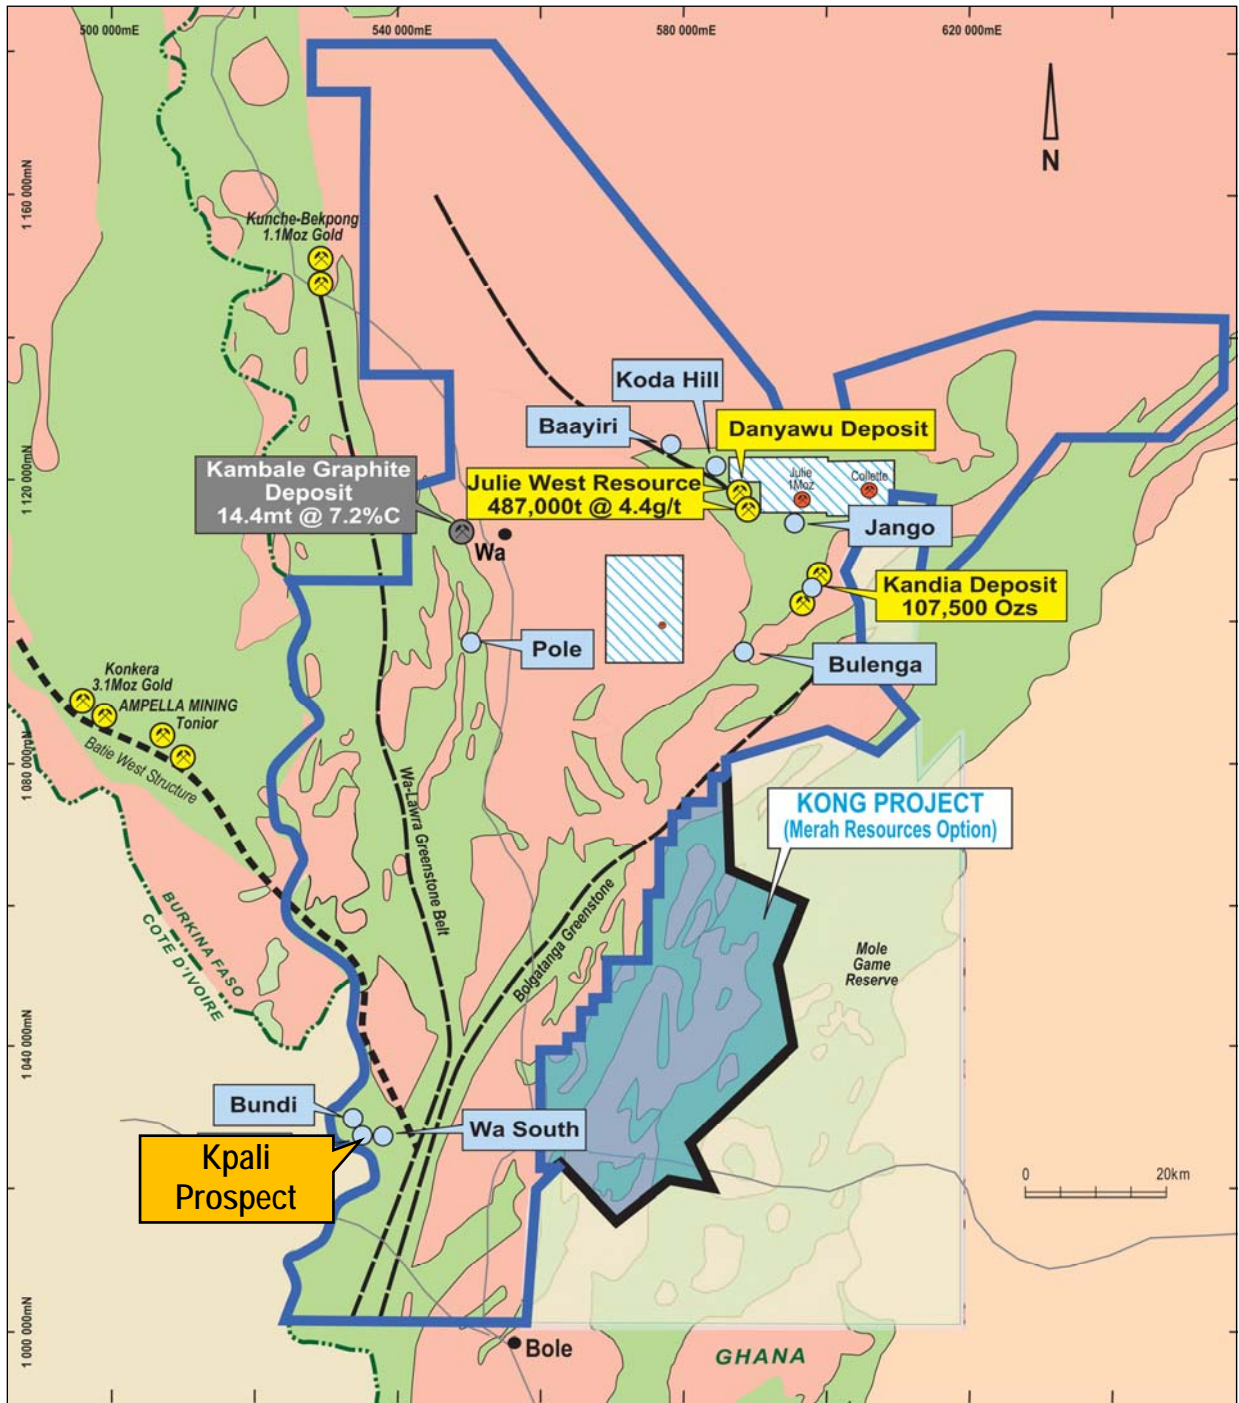 500 000mE
540 000mE
580 000mE
620 000mE
N
1 160 000mN
Kunche-Bekpong
1.1Moz Gold
Koda Hill
Baayiri
Danyawu Deposit
1 120 000mN
Kambale Graphite
Deposit
14.4mt @ 7.2%C
Julie West Resource
487,000t @ 4.4g/t
Julie
1Moz
Collette
Jango
Wa
Kandia Deposit
107,500 Ozs
Pole
Bulenga
Konkera
3.1Moz Gold
AMPELLA MINING
Tonior
Batie West Structure
1 080 000mN
Wa-Lawra Greenstone Belt
KONG PROJECT
(Merah Resources Option)
BURKINA FASO
COTE D'IVOIRE
Bolgatanga Greenstone
Mole
Game
Reserve
1 040 000mN
Bundi
Wa South
Kpali
Prospect
0
20km
1 000 000mN
Bole
GHANA